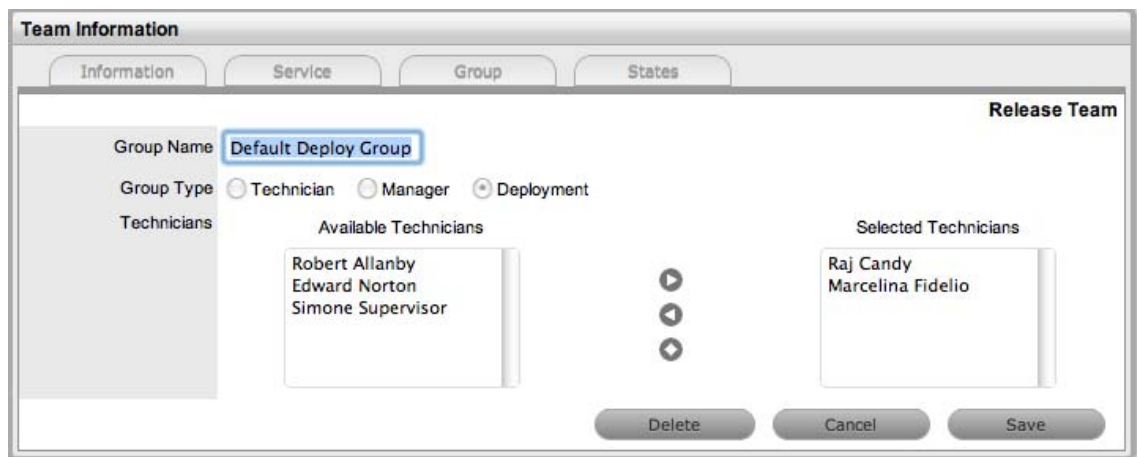 Team Information
Information Service Group States
Release Team
Group Name Default Deploy Group
Group Type Technician Manager Deployment
Technicians Available Technicians Selected Technicians
Robert Allanby
Edward Norton
Simone Supervisor
Raj Candy
Marcelina Fidelio
Delete Cancel Save